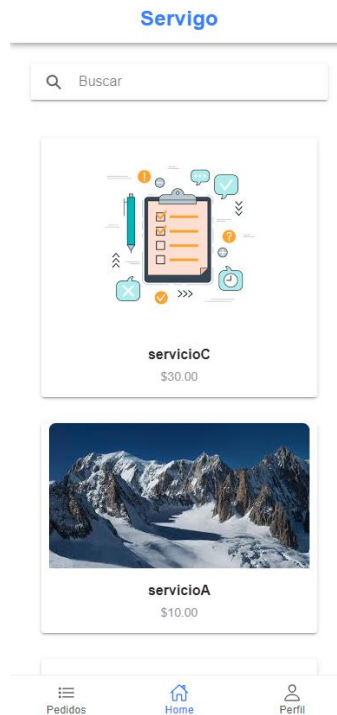 Servigo
Buscar
servicioC
$30.00
servicioA
$10.00
Pedidos
Home
Perfil